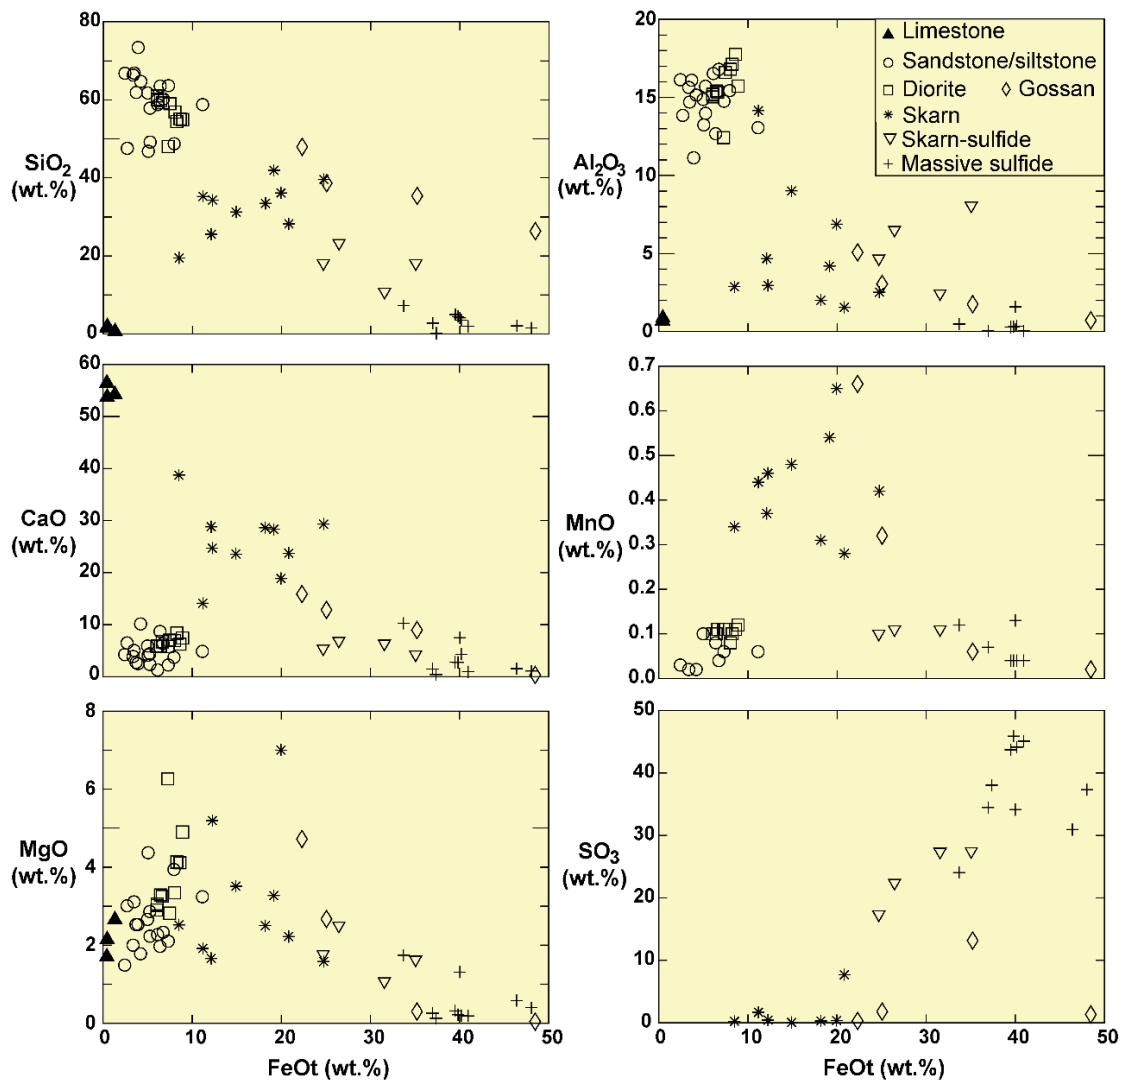 80
60
40
20
0
SiO2
(wt.%)
20
15
10
5
0
Al2O3
(wt.%)
Limestone
Sandstone/siltstone
Diorite
Gossan
Skarn
Skarn-sulfide
Massive sulfide
60
50
40
30
20
10
0
CaO
(wt.%)
0.7
0.6
0.5
0.4
0.3
0.2
0.1
0.0
MnO
(wt.%)
8
6
4
2
0
MgO
(wt.%)
0 10 20 30 40 50
FeOt (wt.%)
50
40
30
20
10
0
SO3
(wt.%)
0 10 20 30 40 50
FeOt (wt.%)